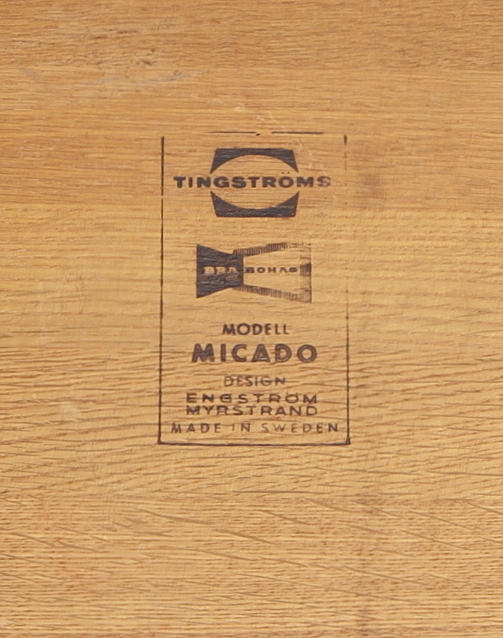 TINGSTRÖMS
BRA BOHAG
MODELL
MICADO
DESIGN
ENGSTRÖM
MYRSTRAND
MADE IN SWEDEN